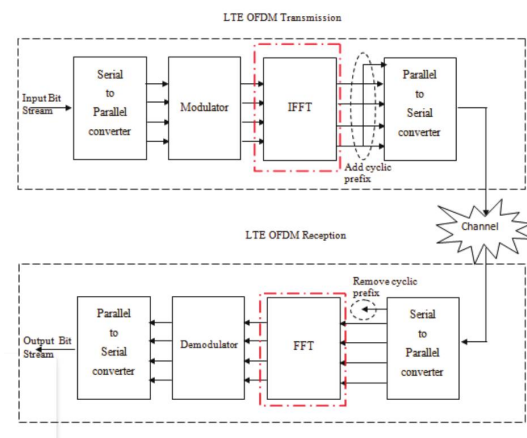 LTE OFDM Transmission
Input Bit
Stream
Serial
to
Parallel
converter
Modulator
IFFT
Add cyclic
prefix
Parallel
to
Serial
converter
Channel
LTE OFDM Reception
Output Bit
Stream
Parallel
to
Serial
converter
Demodulator
FFT
Remove cyclic
prefix
Serial
to
Parallel
converter